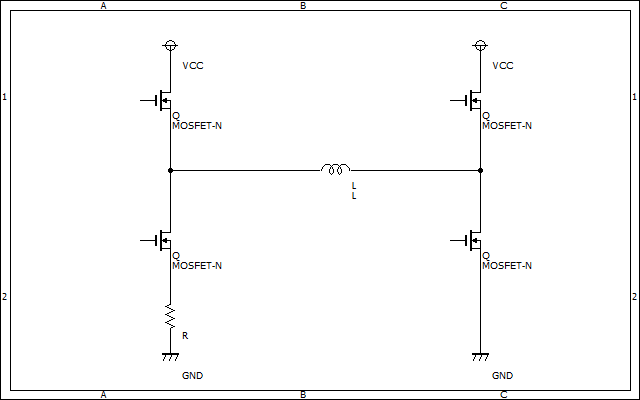 A B C
VCC VCC
1 1
Q Q
MOSFET-N MOSFET-N
L
L
Q Q
MOSFET-N MOSFET-N
2 2
R
GND GND
A B C